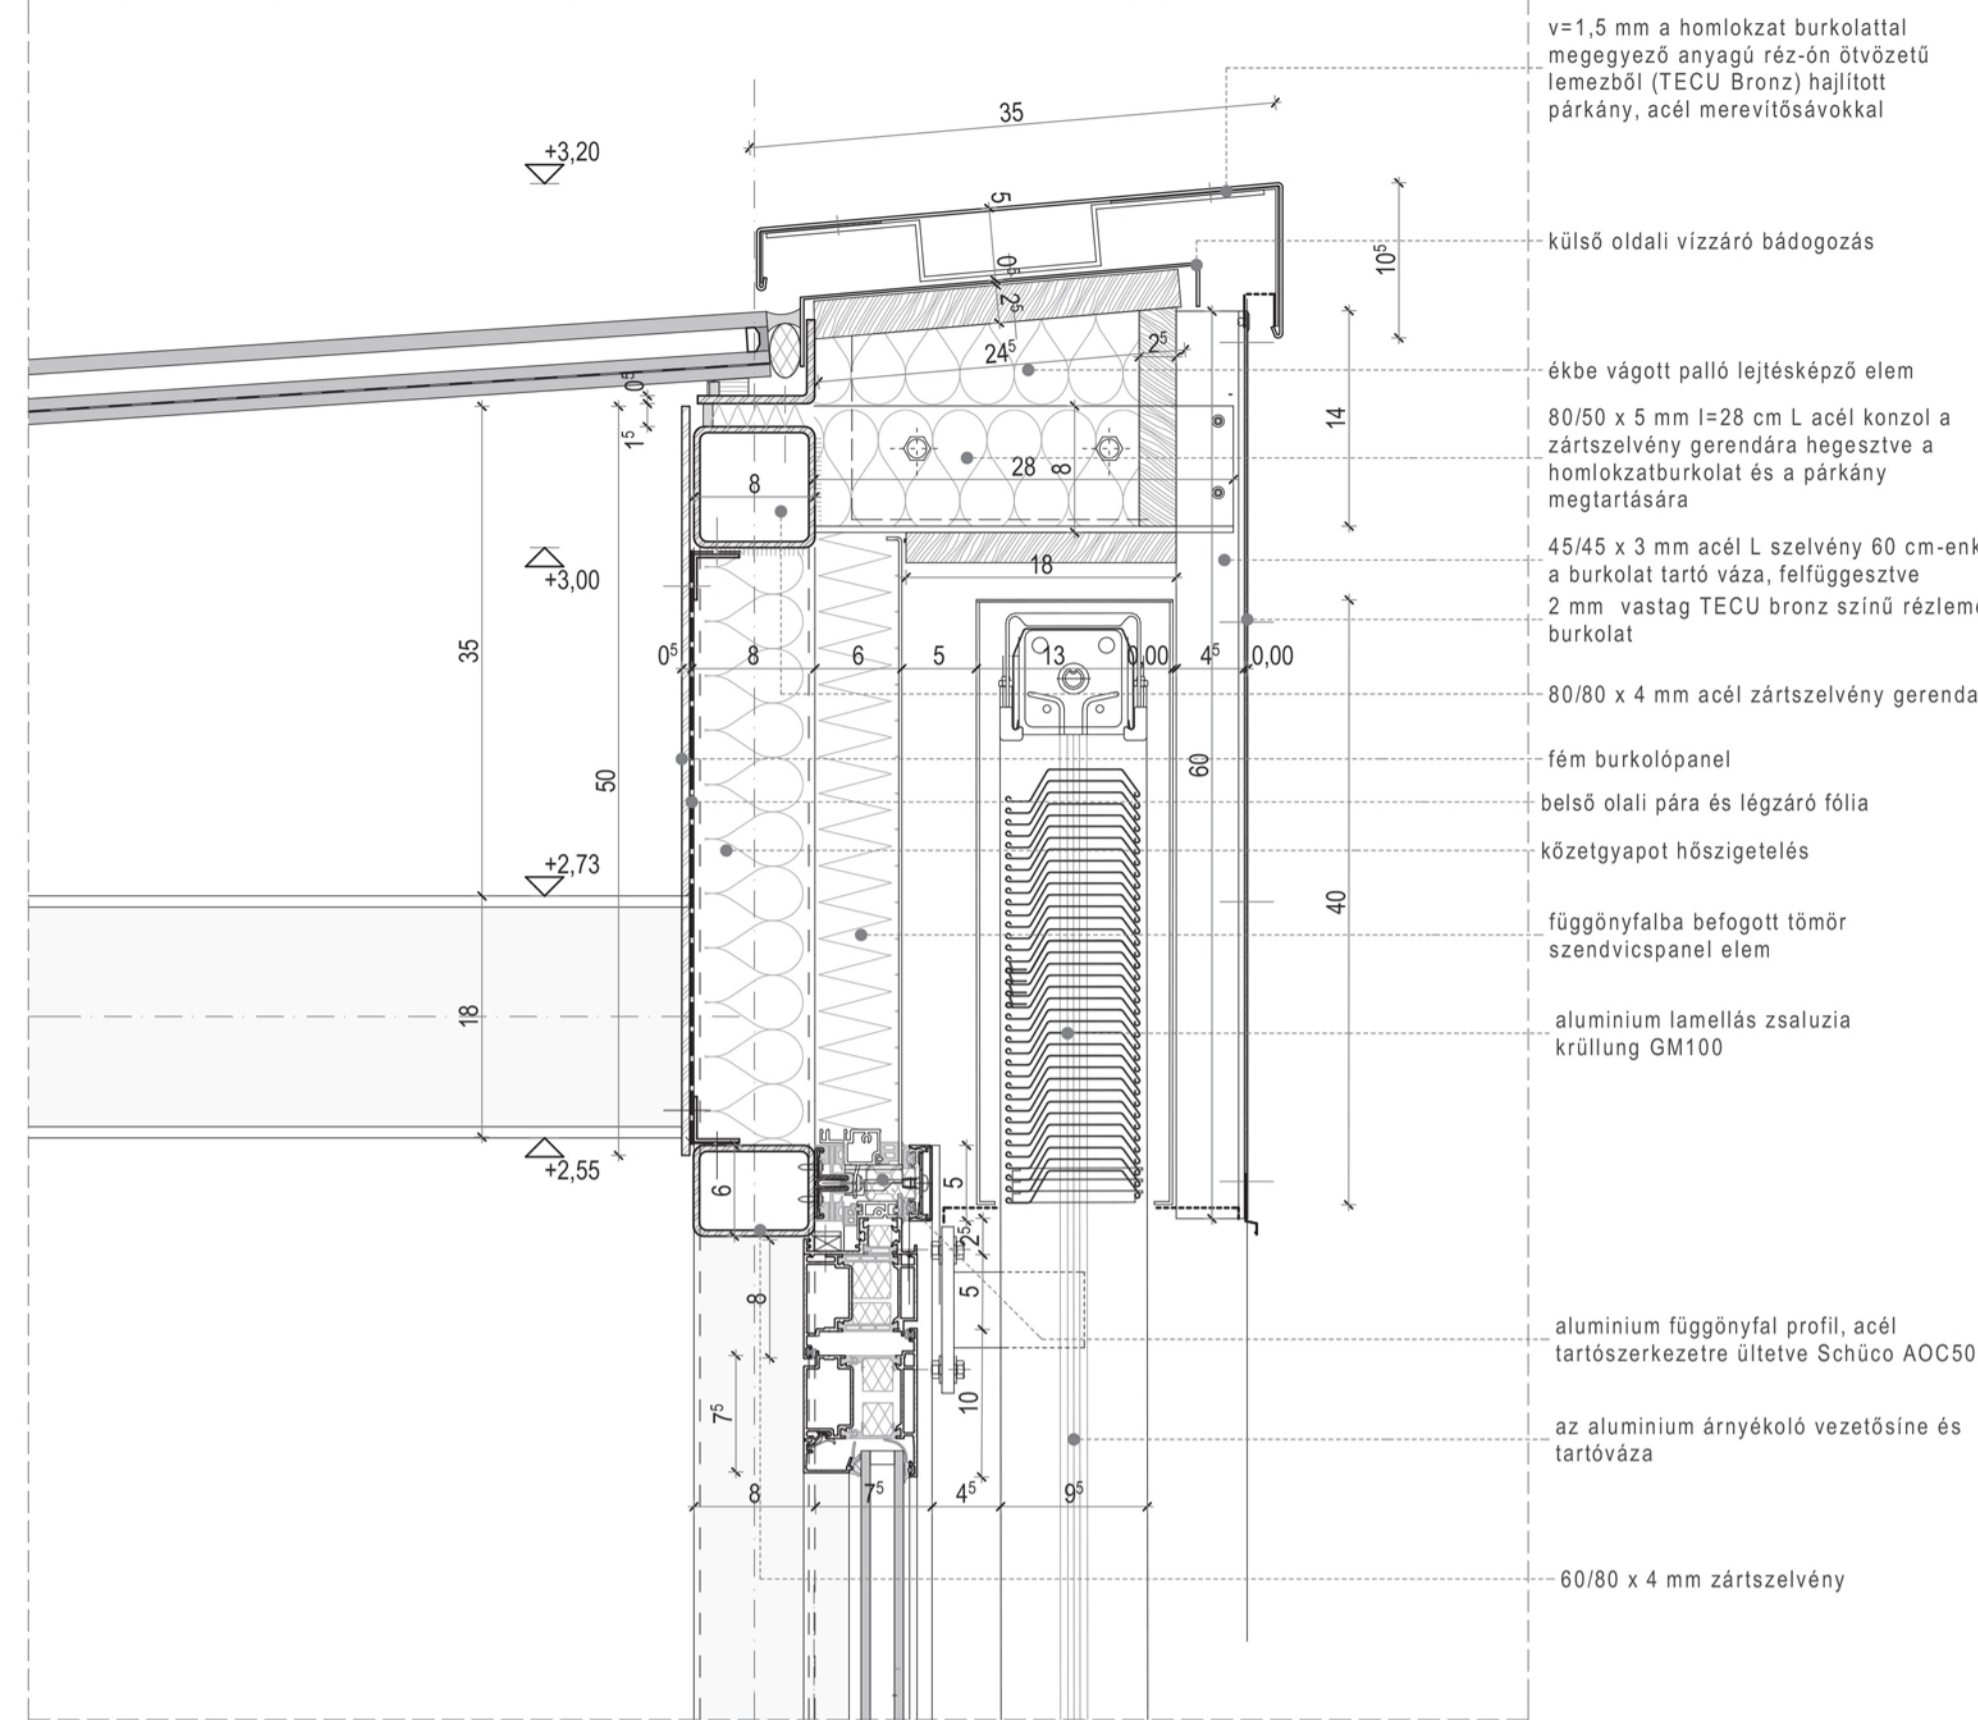 v=1,5 mm a homlokzat burkolattal
megegyező anyagú réz-ón ötvözetű
lemezből (TECU Bronz) hajlított
párkány, acél merevítősávokkal
35
+3,20
5
külső oldali vízzáró bádogozás
10⁵
0⁵
2⁵
24⁵
2⁵
ékbe vágott palló lejtésképző elem
0⁵
1⁵
14
80/50 x 5 mm l=28 cm L acél konzol a
zártszelvény gerendára hegesztve a
homlokzatburkolat és a párkány
megtartására
28
8
8
+3,00
18
45/45 x 3 mm acél L szelvény 60 cm-enk
a burkolat tartó váza, felfüggesztve
2 mm vastag TECU bronz színű rézleme
burkolat
35
0⁵
8
6
5
13
0,00
4⁵
0,00
80/80 x 4 mm acél zártszelvény gerenda
50
60
fém burkolópanel
belső olali pára és légzáró fólia
+2,73
kőzetgyapot hőszigetelés
40
függönyfalba befogott tömör
szendvicspanel elem
18
aluminium lamellás zsaluzia
krüllung GM100
+2,55
6
5
2⁵
8
5
aluminium függönyfal profil, acél
tartószerkezetre ültetve Schüco AOC50
7⁵
10
az aluminium árnyékoló vezetősíne és
tartóváza
8
7⁵
4⁵
9⁵
60/80 x 4 mm zártszelvény